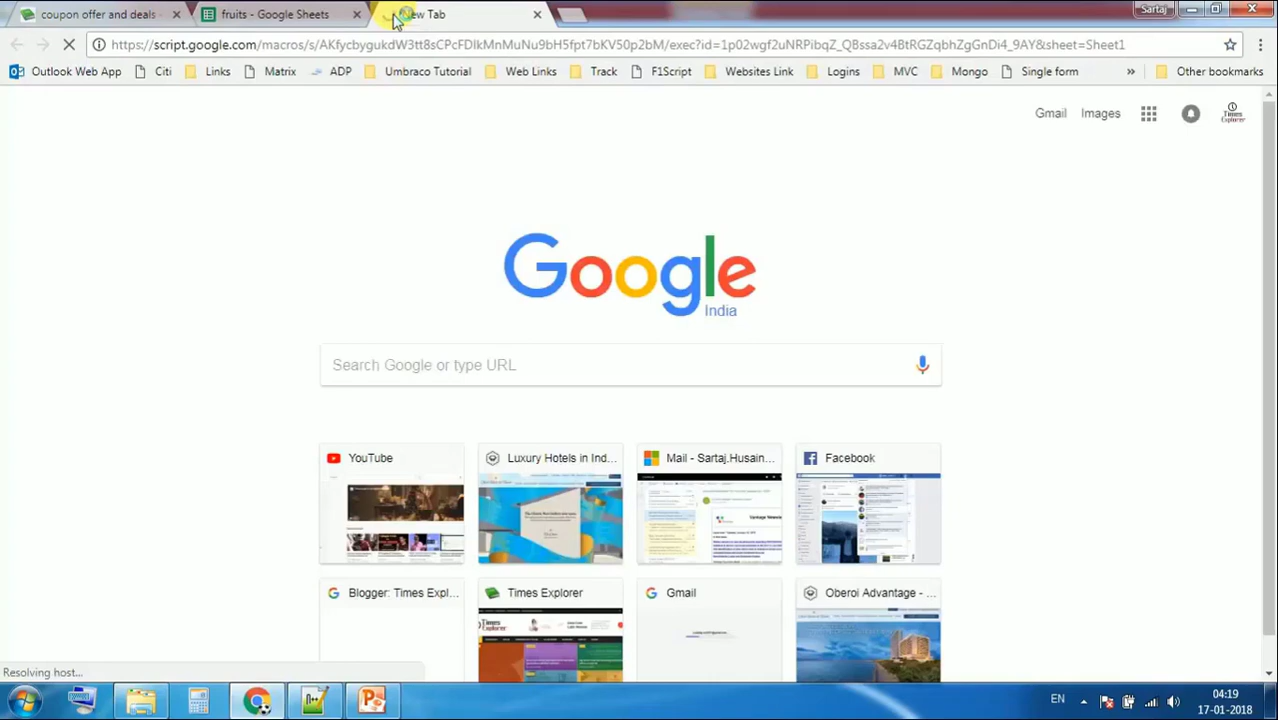 coupon offer and deals -
fruits - Google Sheets
New Tab
Sartaj
https://script.google.com/macros/s/AKfycbygukdW3tt8sCPcFDlkMnMuNu9bH5fpt7bKV50p2bM/exec?id=1p02wgf2uNRPibqZ_QBssa2v4BtRGZqbhZgGnDi4_9AY&sheet=Sheet1
Outlook Web App Citi Links Matrix ADP Umbraco Tutorial Web Links Track F1Script Websites Link Logins MVC Mongo Single form » Other bookmarks
Gmail Images
Times Explorer
Google
India
Search Google or type URL
YouTube Luxury Hotels in Ind... Mail - Sartaj.Husain... Facebook
Blogger: Times Expl... Times Explorer Gmail Oberoi Advantage - ...
Resolving host...
EN 04:19
17-01-2018